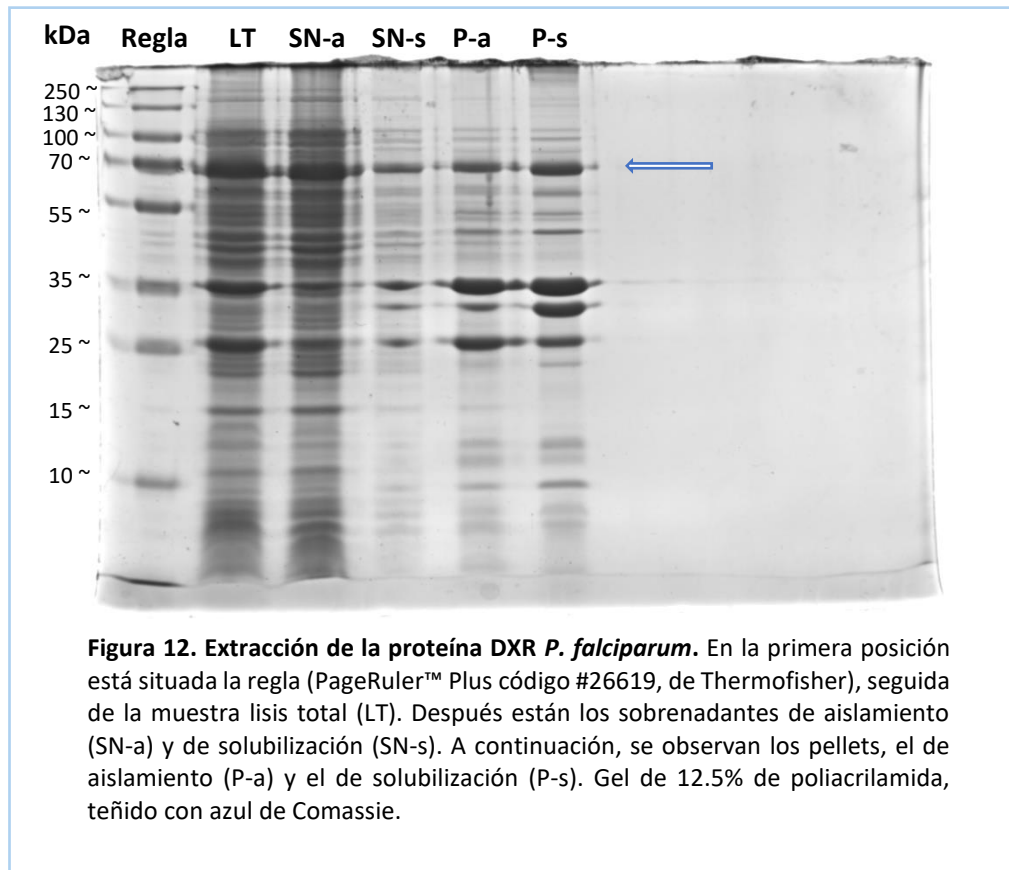 kDa Regla LT SN-a SN-s P-a P-s
250 ~
130 ~
100 ~
70 ~
55 ~
35 ~
25 ~
15 ~
10 ~
Figura 12. Extracción de la proteína DXR P. falciparum. En la primera posición
está situada la regla (PageRuler™ Plus código #26619, de Thermofisher), seguida
de la muestra lisis total (LT). Después están los sobrenadantes de aislamiento
(SN-a) y de solubilización (SN-s). A continuación, se observan los pellets, el de
aislamiento (P-a) y el de solubilización (P-s). Gel de 12.5% de poliacrilamida,
teñido con azul de Comassie.